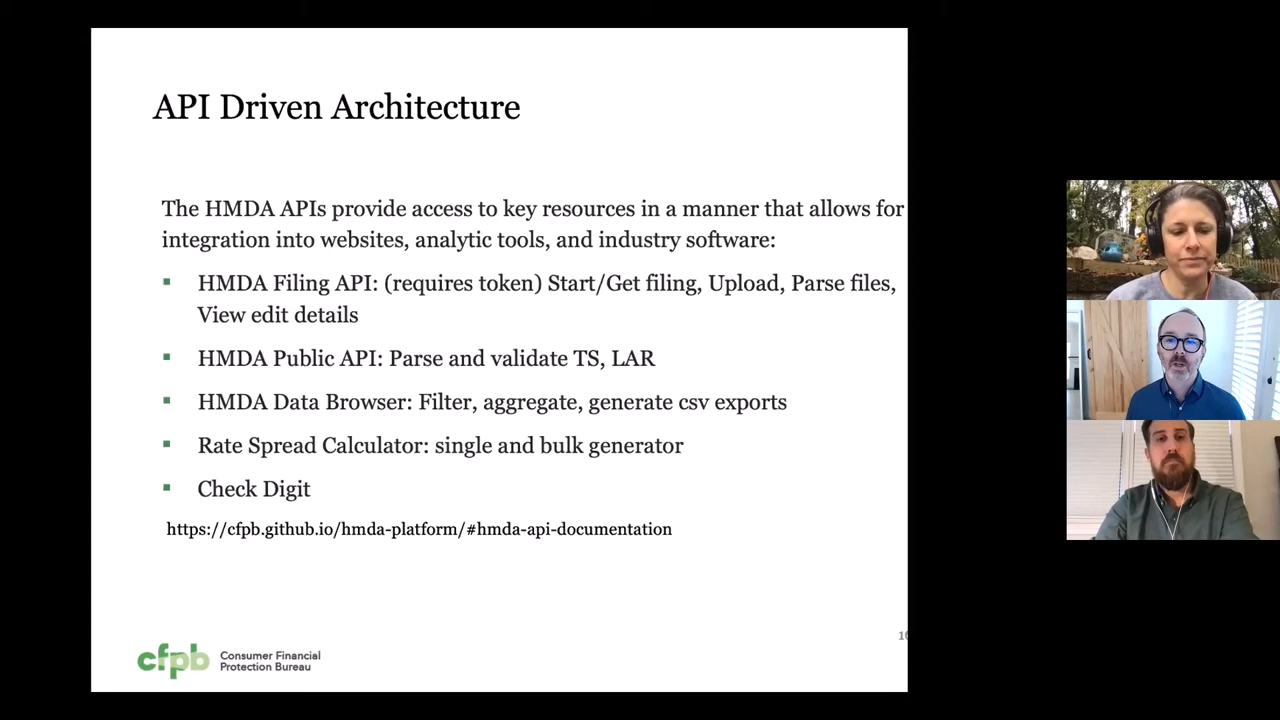 API Driven Architecture
The HMDA APIs provide access to key resources in a manner that allows for
integration into websites, analytic tools, and industry software:
HMDA Filing API: (requires token) Start/Get filing, Upload, Parse files,
View edit details
HMDA Public API: Parse and validate TS, LAR
HMDA Data Browser: Filter, aggregate, generate csv exports
Rate Spread Calculator: single and bulk generator
Check Digit
https://cfpb.github.io/hmda-platform/#hmda-api-documentation
cfpb Consumer Financial
Protection Bureau